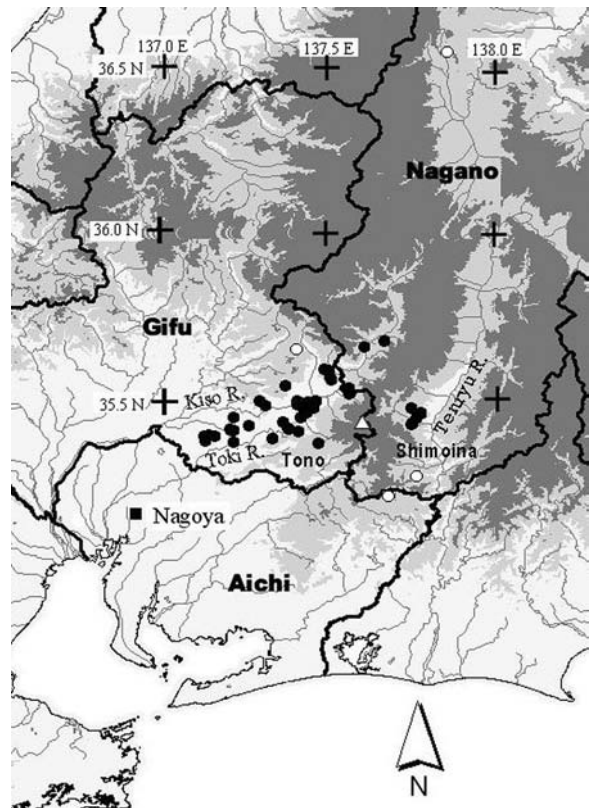 137.0 E
137.5 E
138.0 E
36.5 N
Nagano
36.0 N
Gifu
35.5 N
Kiso R.
Tenryu R.
Toki R.
Tono
Shimoina
Nagoya
Aichi
N